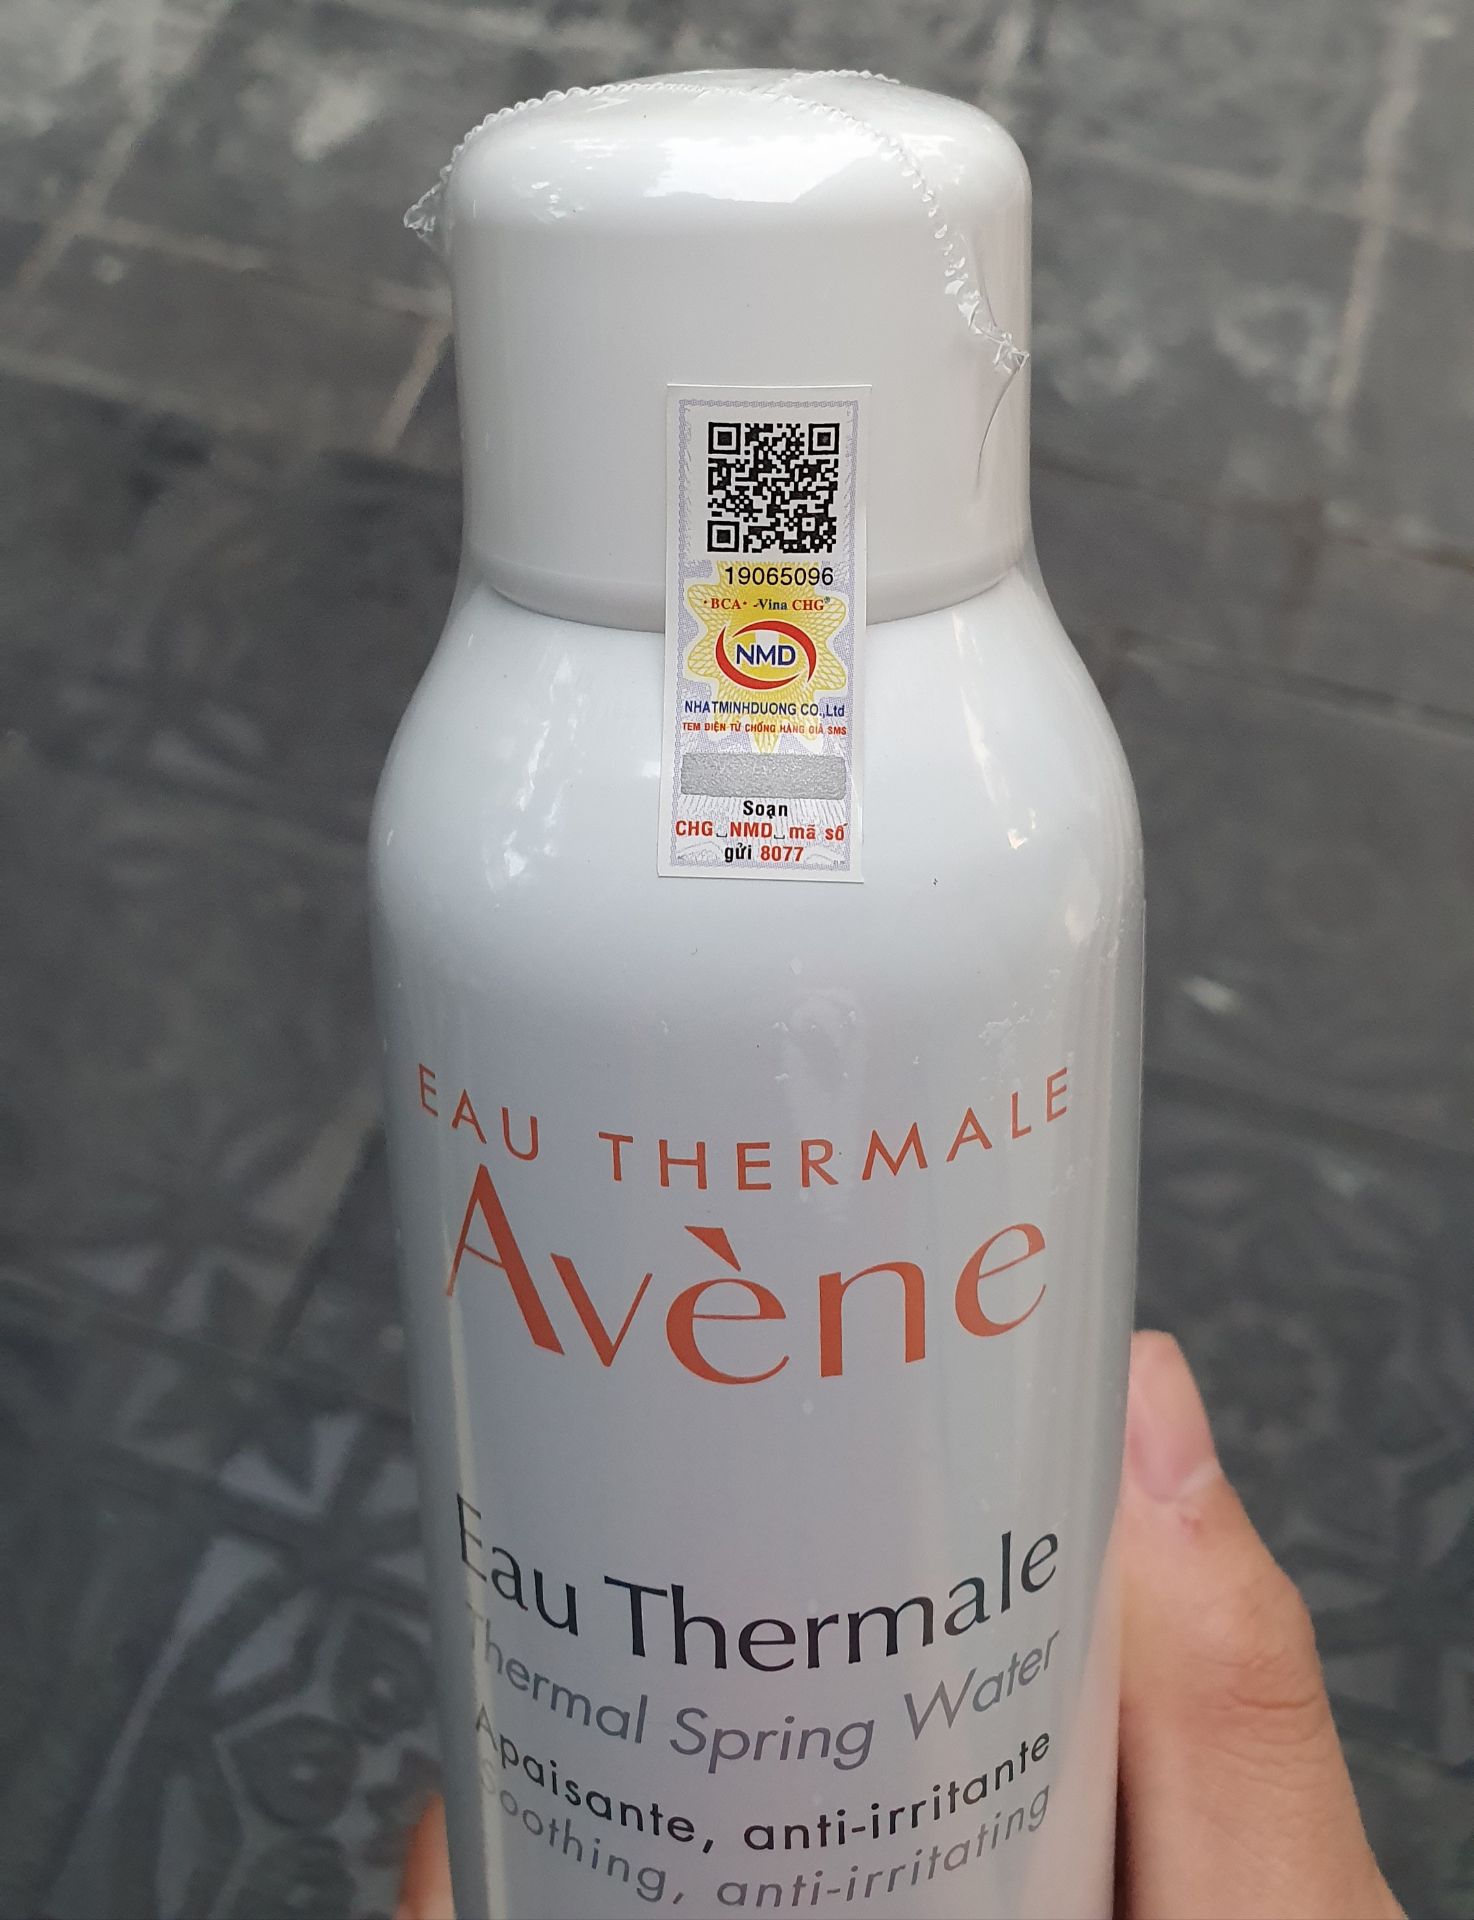 19065096
*BCA* -Vina CHG®
NMD
NHATMINHDUONG CO.,Ltd
TEM ĐIỆN TỬ CHỐNG HÀNG GIẢ SMS
Soạn
CHG_NMD_mã số
gửi 8077
EAU THERMALE
Avène
Eau Thermale
Thermal Spring Water
Apaisante, anti-irritante
Soothing, anti-irritating